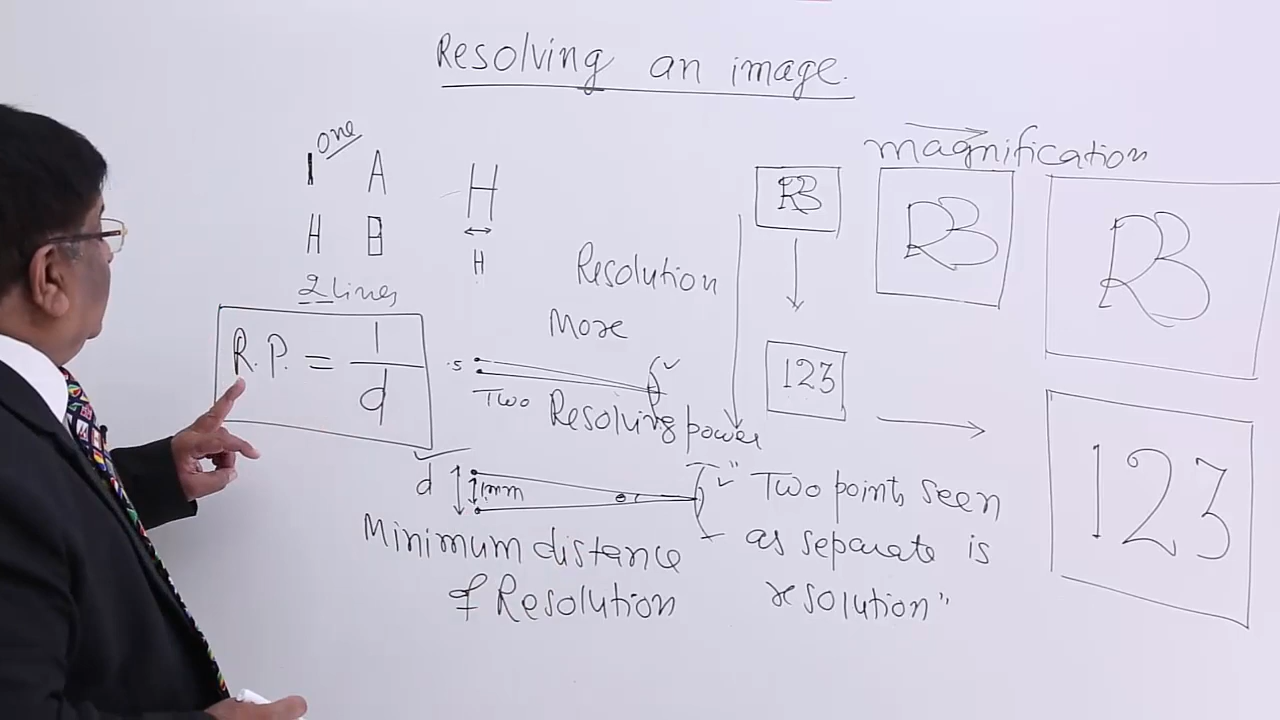 Resolving an image.
one
I A H
H B
H
2 lines
R.P. = 1/d
Resolution
More
.5
Two
Resolving power
d 1mm θ
Minimum distance
of Resolution
magnification
RB RB RB
123
123
" Two points seen
as separate is
resolution"